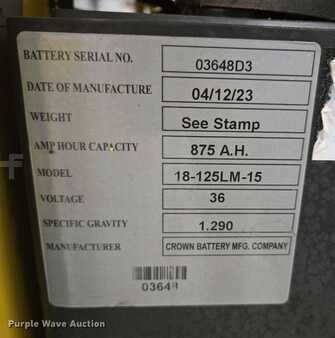 BATTERY SERIAL NO. 03648D3
DATE OF MANUFACTURE 04/12/23
WEIGHT See Stamp
AMP HOUR CAPACITY 875 A.H.
MODEL 18-125LM-15
VOLTAGE 36
SPECIFIC GRAVITY 1.290
MANUFACTURER CROWN BATTERY MFG. COMPANY
Purple Wave Auction